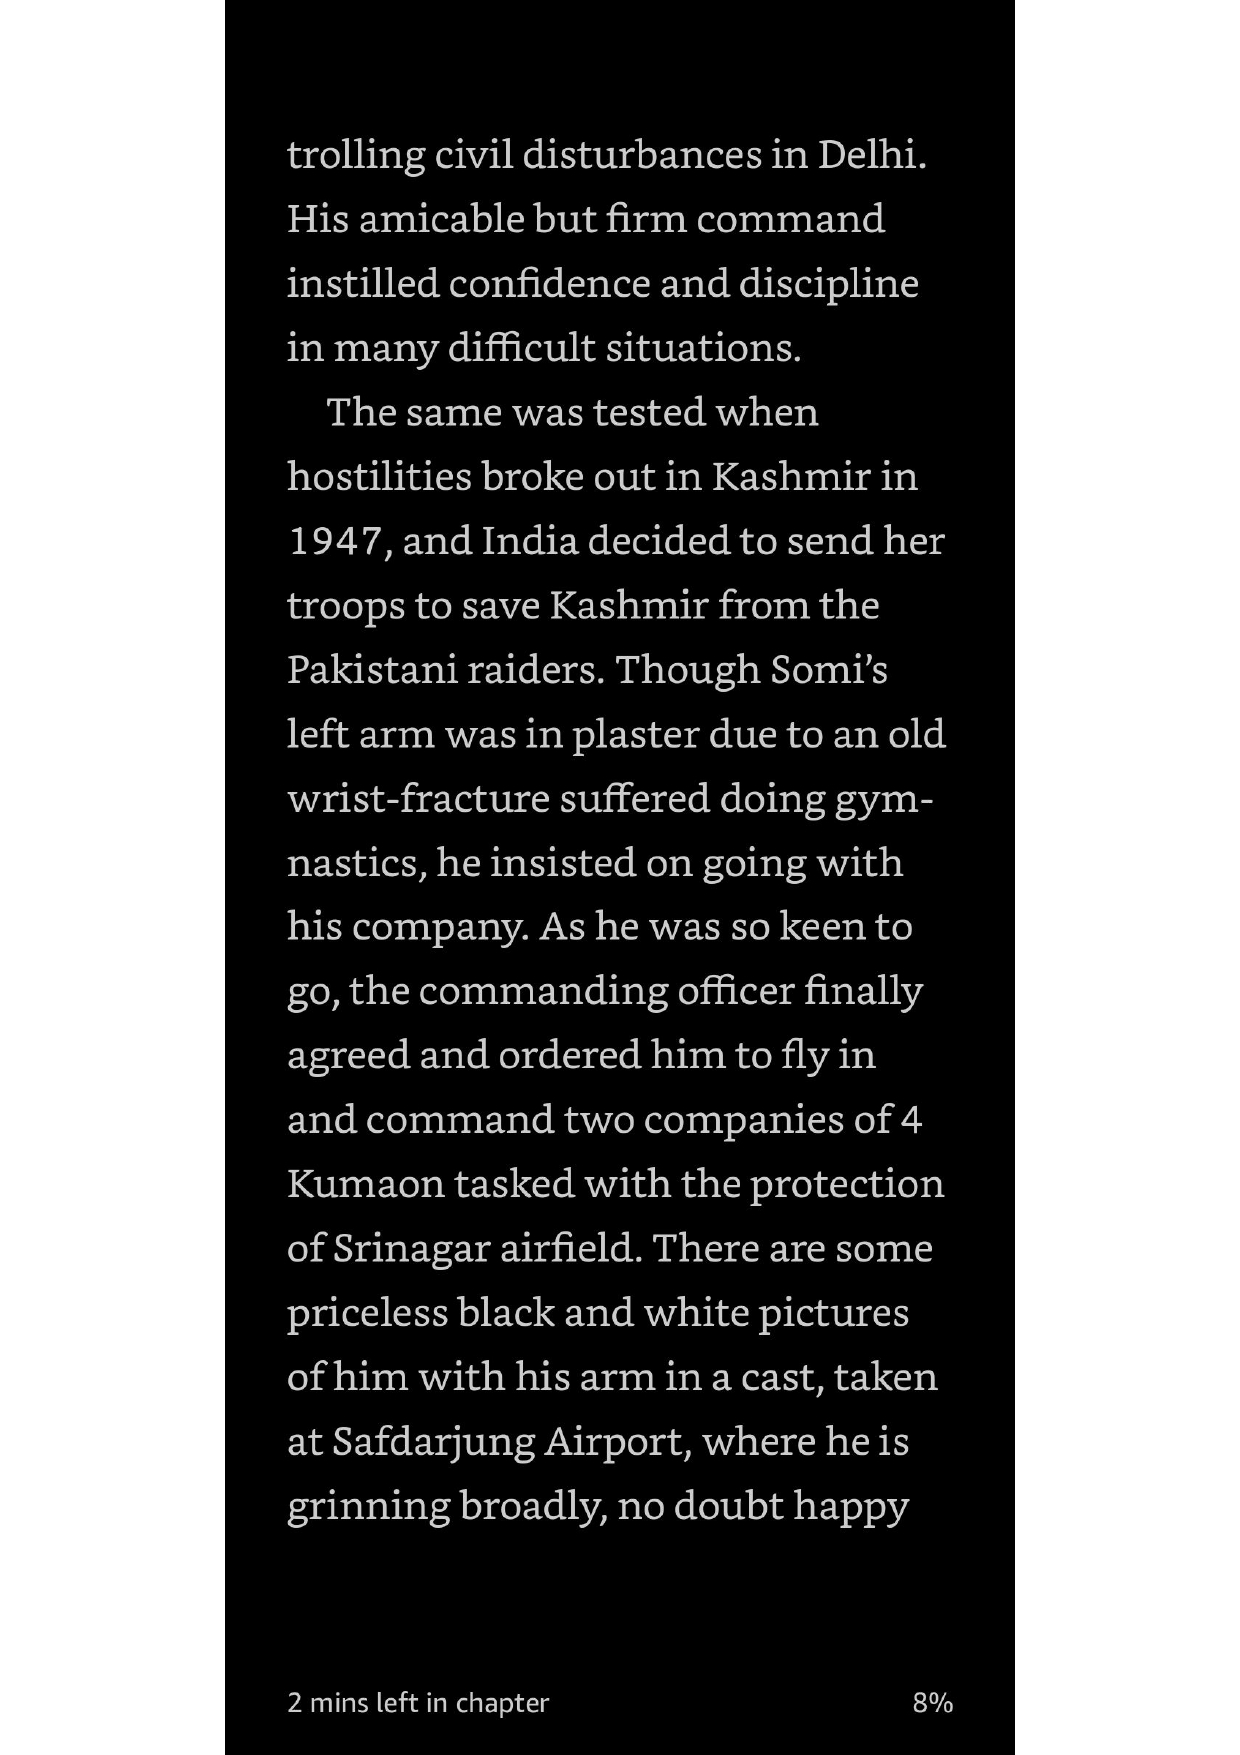 trolling civil disturbances in Delhi.
His amicable but firm command
instilled confidence and discipline
in many difficult situations.
The same was tested when
hostilities broke out in Kashmir in
1947, and India decided to send her
troops to save Kashmir from the
Pakistani raiders. Though Somi’s
left arm was in plaster due to an old
wrist-fracture suffered doing gym-
nastics, he insisted on going with
his company. As he was so keen to
go, the commanding officer finally
agreed and ordered him to fly in
and command two companies of 4
Kumaon tasked with the protection
of Srinagar airfield. There are some
priceless black and white pictures
of him with his arm in a cast, taken
at Safdarjung Airport, where he is
grinning broadly, no doubt happy
2 mins left in chapter 8%